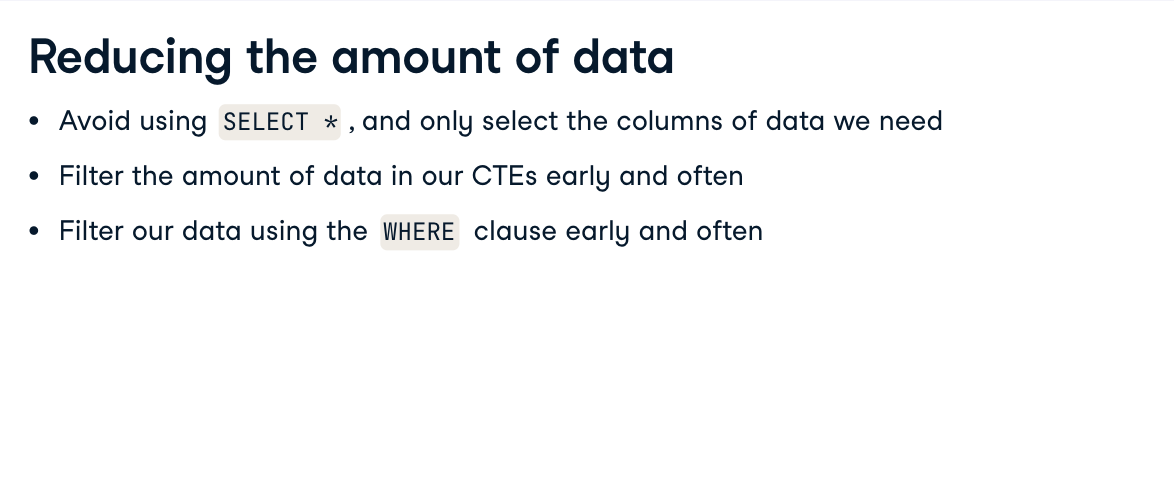 Reducing the amount of data
• Avoid using SELECT * , and only select the columns of data we need
• Filter the amount of data in our CTEs early and often
• Filter our data using the WHERE clause early and often